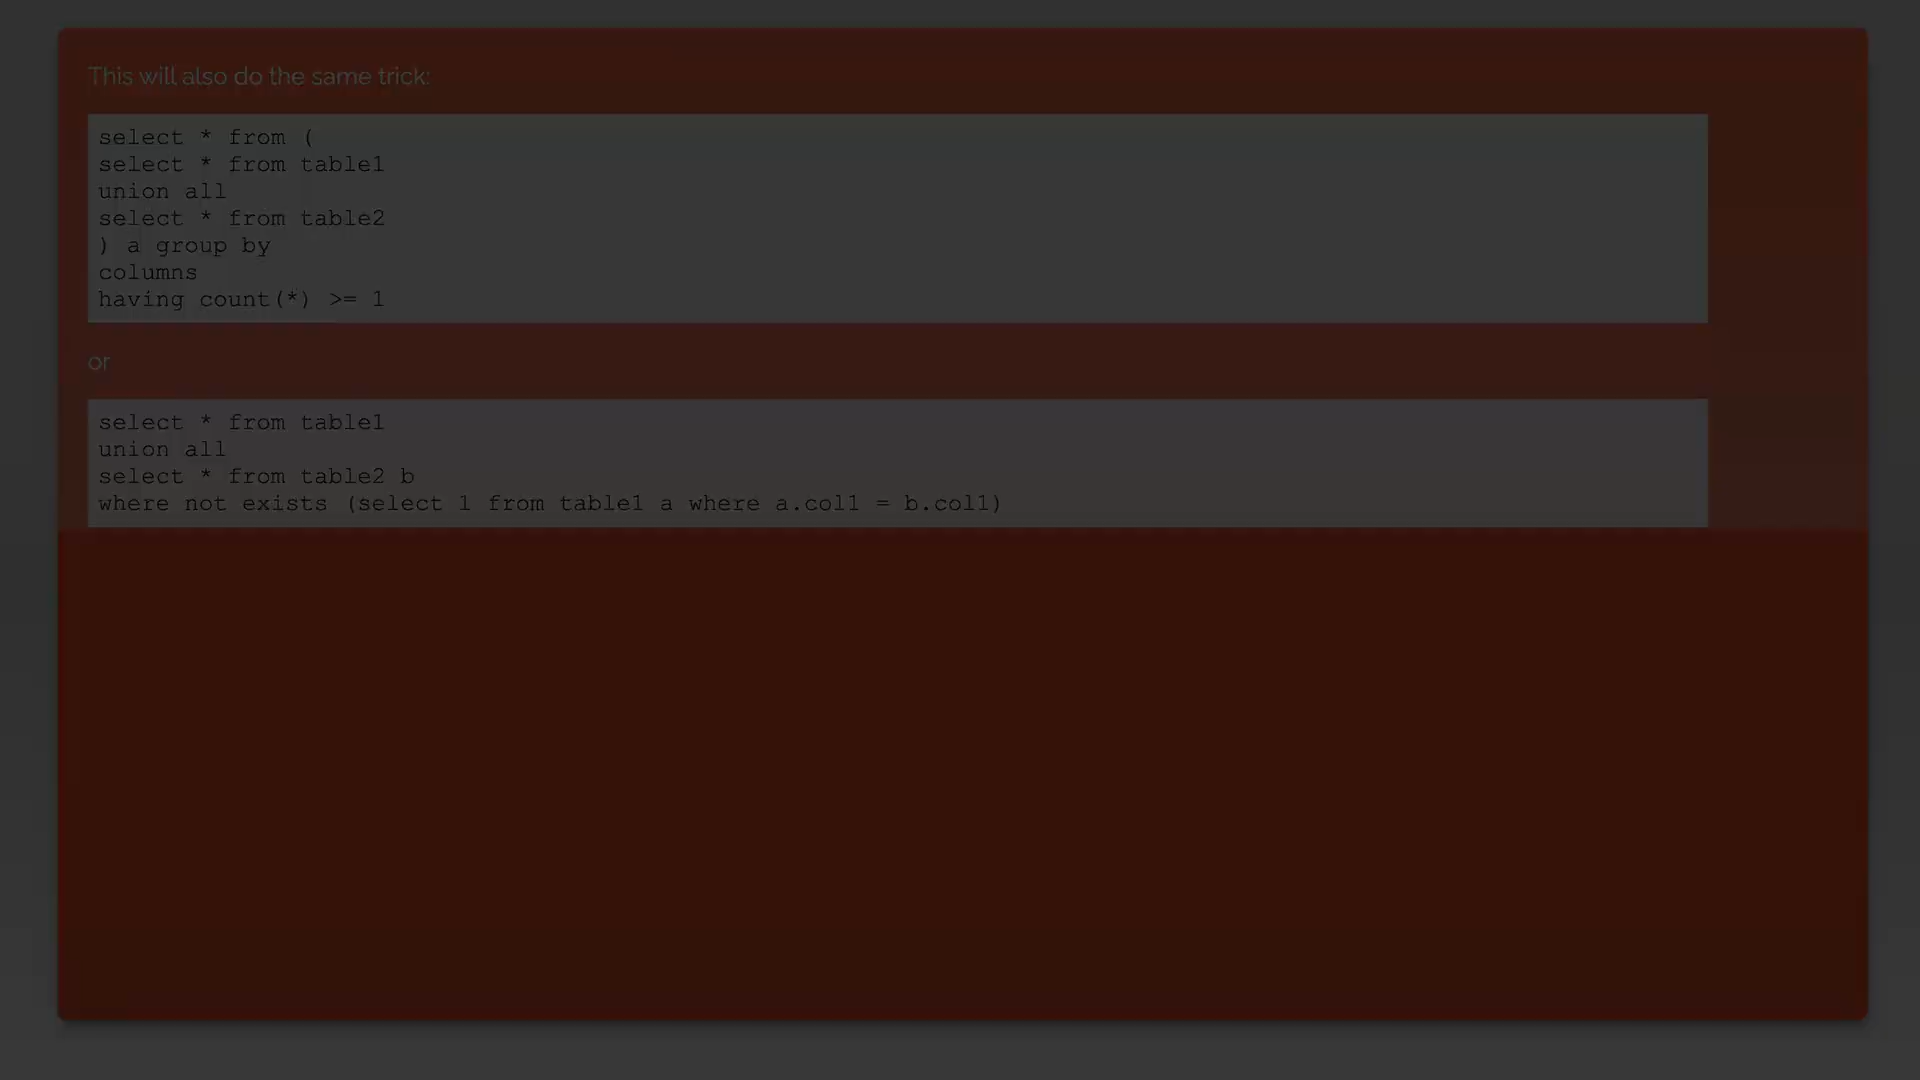 This will also do the same trick:
select * from (
select * from table1
union all
select * from table2
) a group by
columns
having count(*) >= 1
or
select * from table1
union all
select * from table2 b
where not exists (select 1 from table1 a where a.col1 = b.col1)